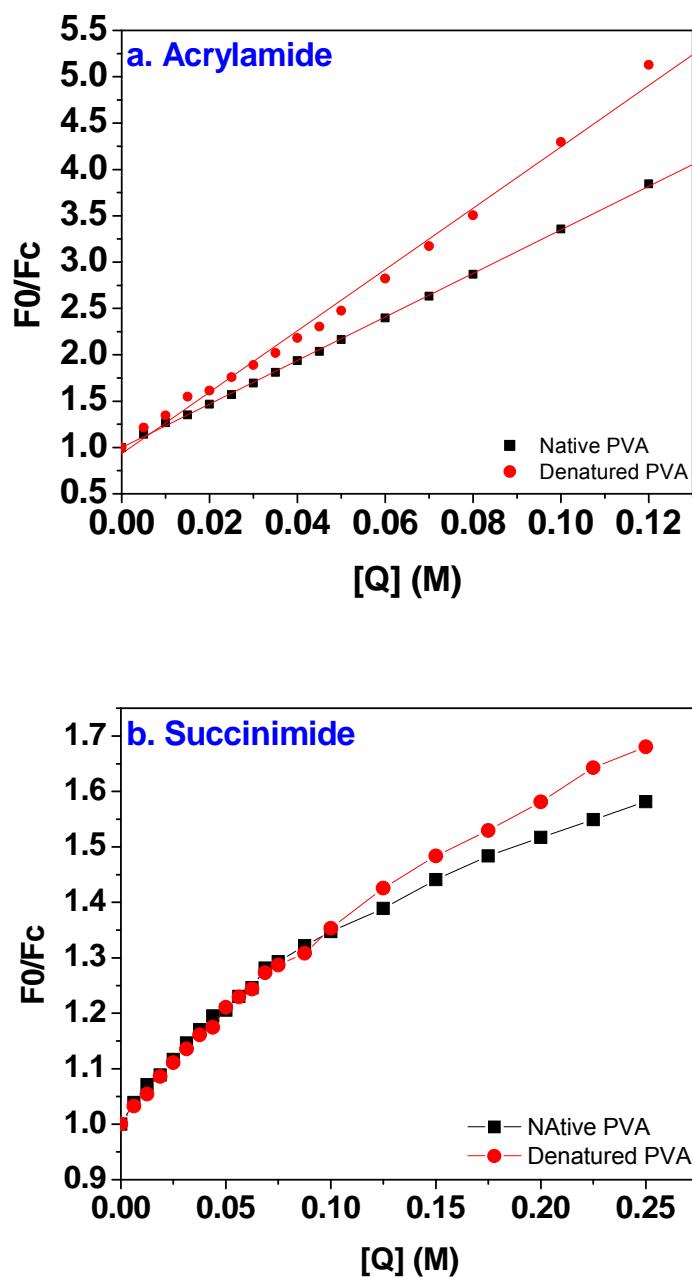 a. Acrylamide
5.5
5.0
4.5
4.0
3.5
3.0
2.5
2.0
1.5
1.0
0.5
F0/Fc
Native PVA
Denatured PVA
0.00 0.02 0.04 0.06 0.08 0.10 0.12
[Q] (M)
b. Succinimide
1.7
1.6
1.5
1.4
1.3
1.2
1.1
1.0
0.9
F0/Fc
NAtive PVA
Denatured PVA
0.00 0.05 0.10 0.15 0.20 0.25
[Q] (M)